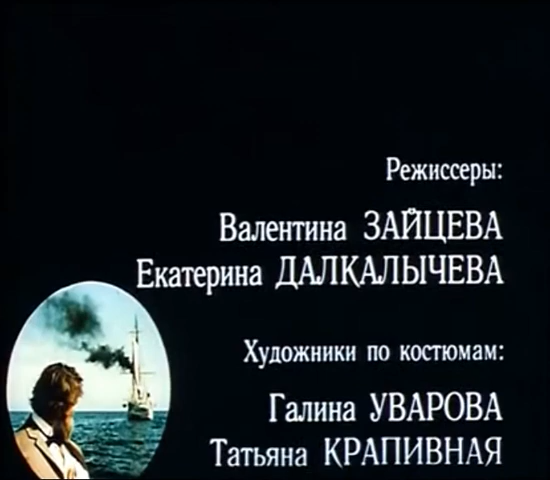 Режиссеры:
Валентина ЗАЙЦЕВА
Екатерина ДАЛКАЛЫЧЕВА
Художники по костюмам:
Галина УВАРОВА
Татьяна КРАПИВНАЯ